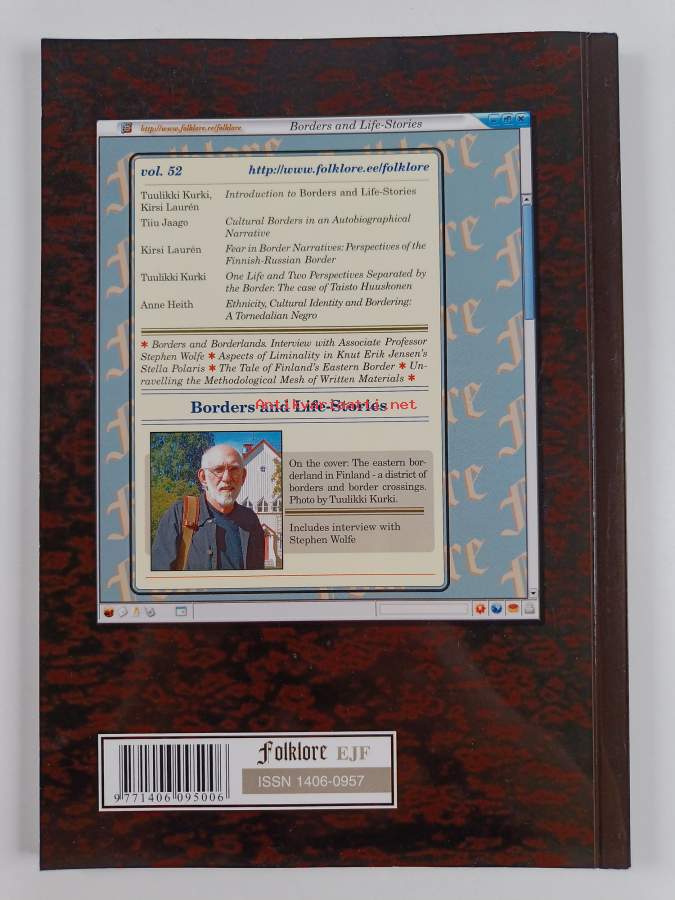 http://www.folklore.ee/folklore Borders and Life-Stories
vol. 52 http://www.folklore.ee/folklore
Tuulikki Kurki, Introduction to Borders and Life-Stories
Kirsi Laurén
Tiiu Jaago Cultural Borders in an Autobiographical
Narrative
Kirsi Laurén Fear in Border Narratives: Perspectives of the
Finnish-Russian Border
Tuulikki Kurki One Life and Two Perspectives Separated by
the Border. The case of Taisto Huuskonen
Anne Heith Ethnicity, Cultural Identity and Bordering:
A Tornedalian Negro
* Borders and Borderlands. Interview with Associate Professor
Stephen Wolfe * Aspects of Liminality in Knut Erik Jensen's
Stella Polaris * The Tale of Finland's Eastern Border * Un-
ravelling the Methodological Mesh of Written Materials *
Borders and Life-Stories
Antikvariaatti.net
On the cover: The eastern bor-
derland in Finland - a district of
borders and border crossings.
Photo by Tuulikki Kurki.
Includes interview with
Stephen Wolfe
Folklore EJF
ISSN 1406-0957
9 771406 095006